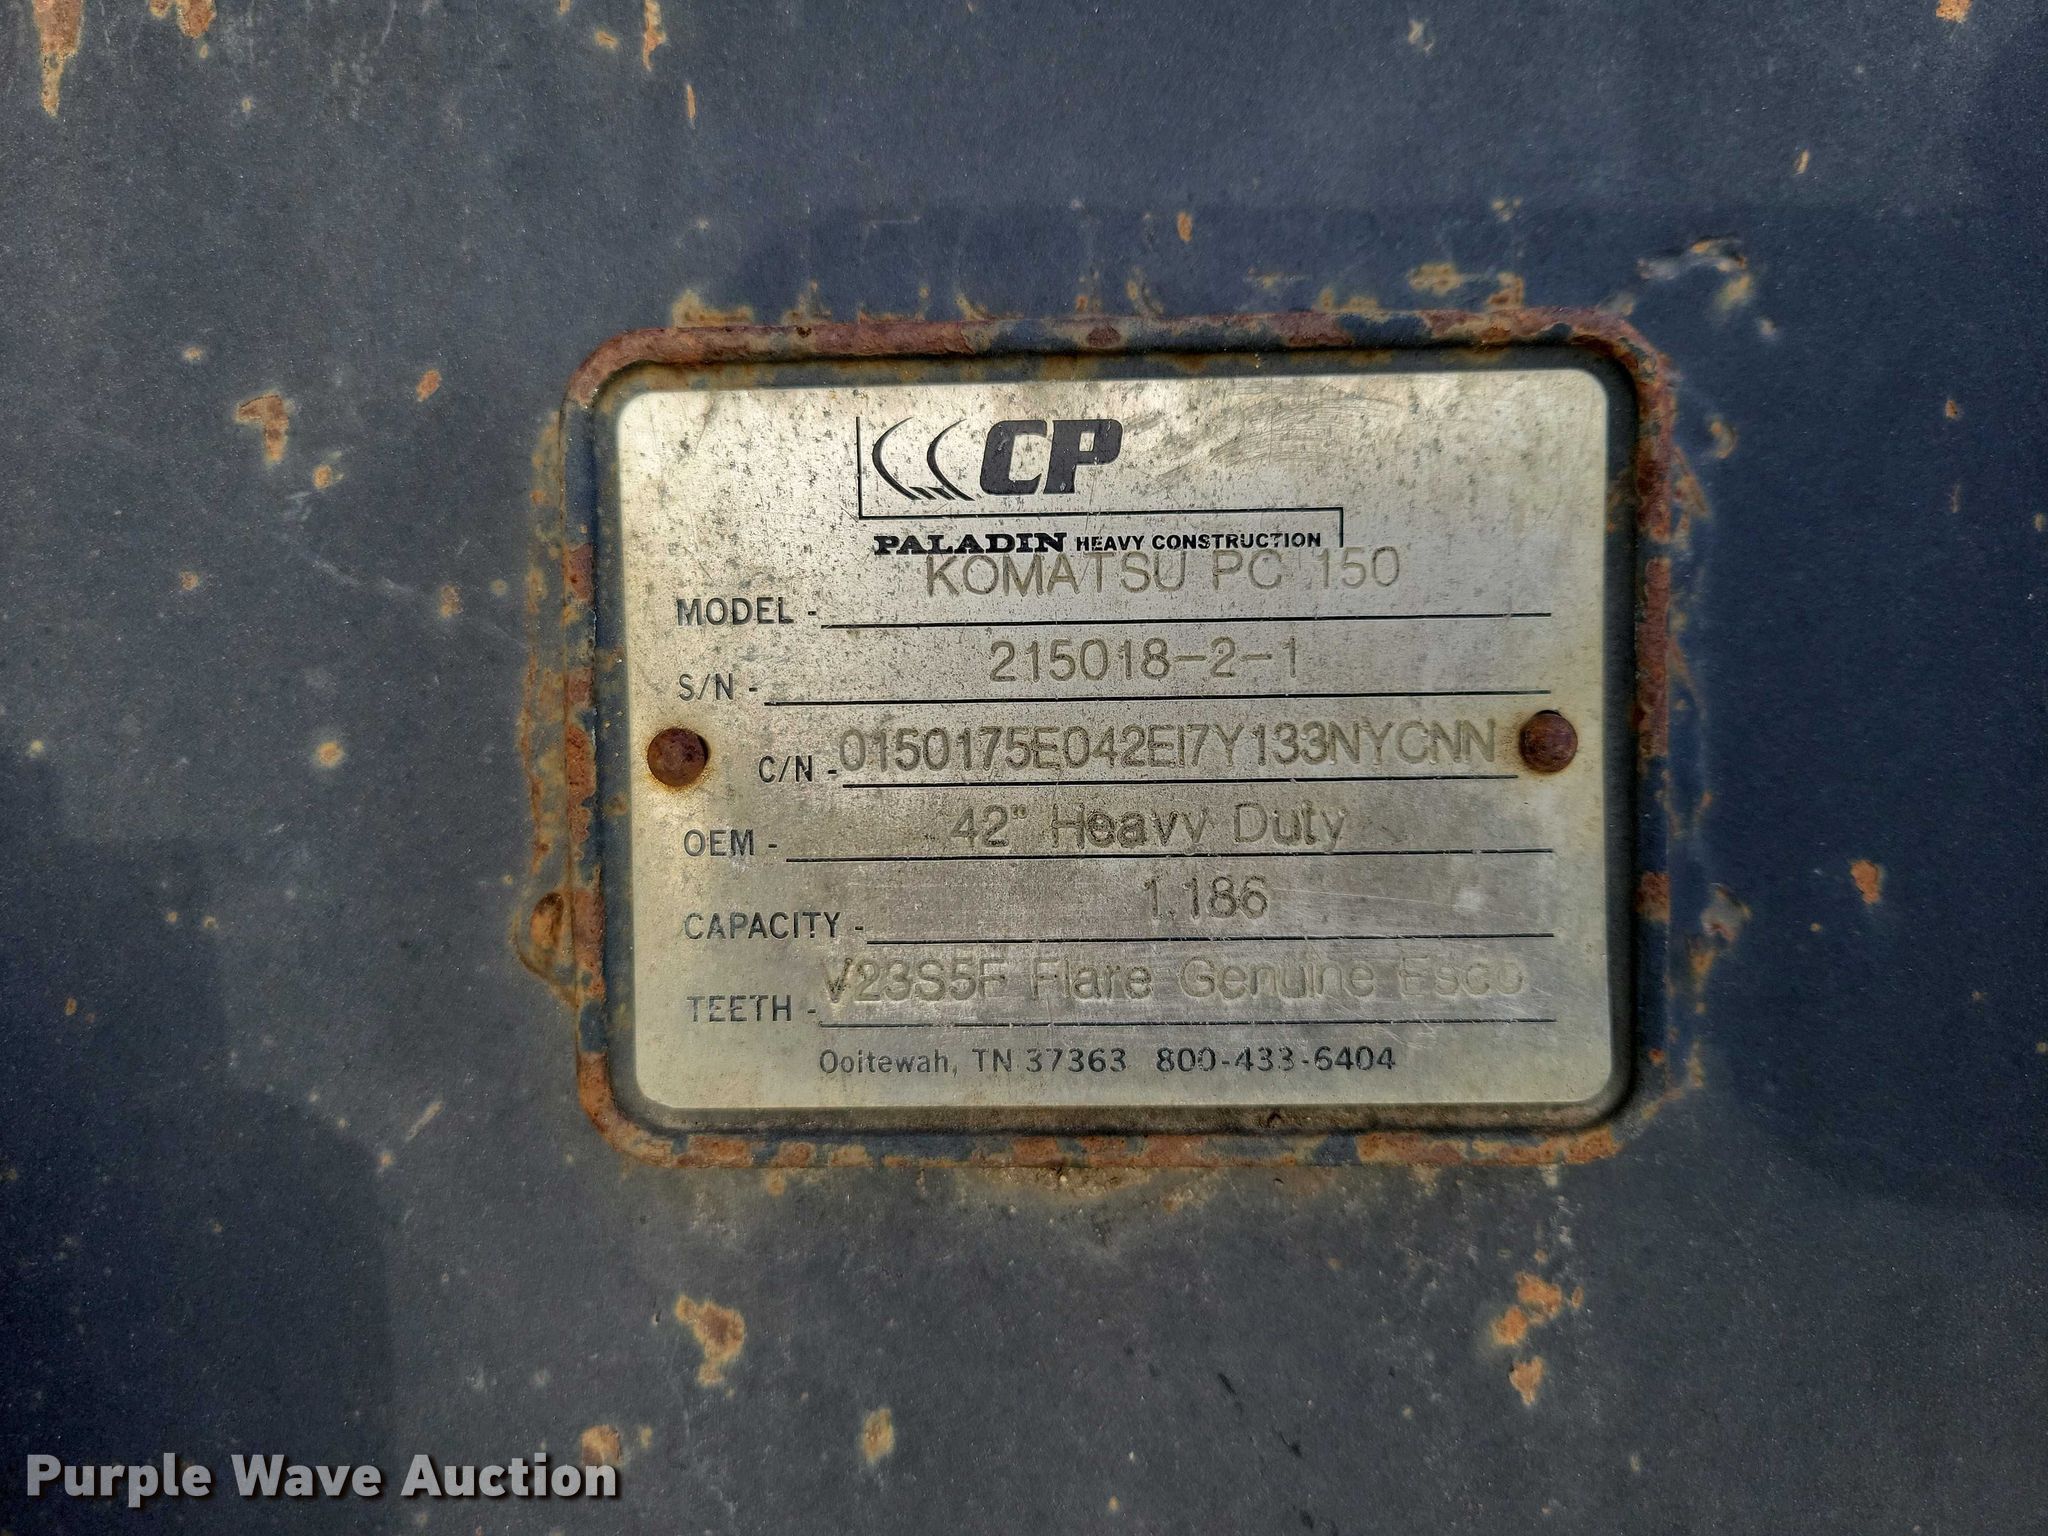 CP
PALADIN HEAVY CONSTRUCTION
MODEL - KOMATSU PC 150
S/N - 215018-2-1
C/N - 0150175E042EI7Y133NYCNN
OEM - 42" Heavy Duty
CAPACITY - 1.186
TEETH - V23S5F Flare Genuine Esco
Ooltewah, TN 37363 800-433-6404
Purple Wave Auction